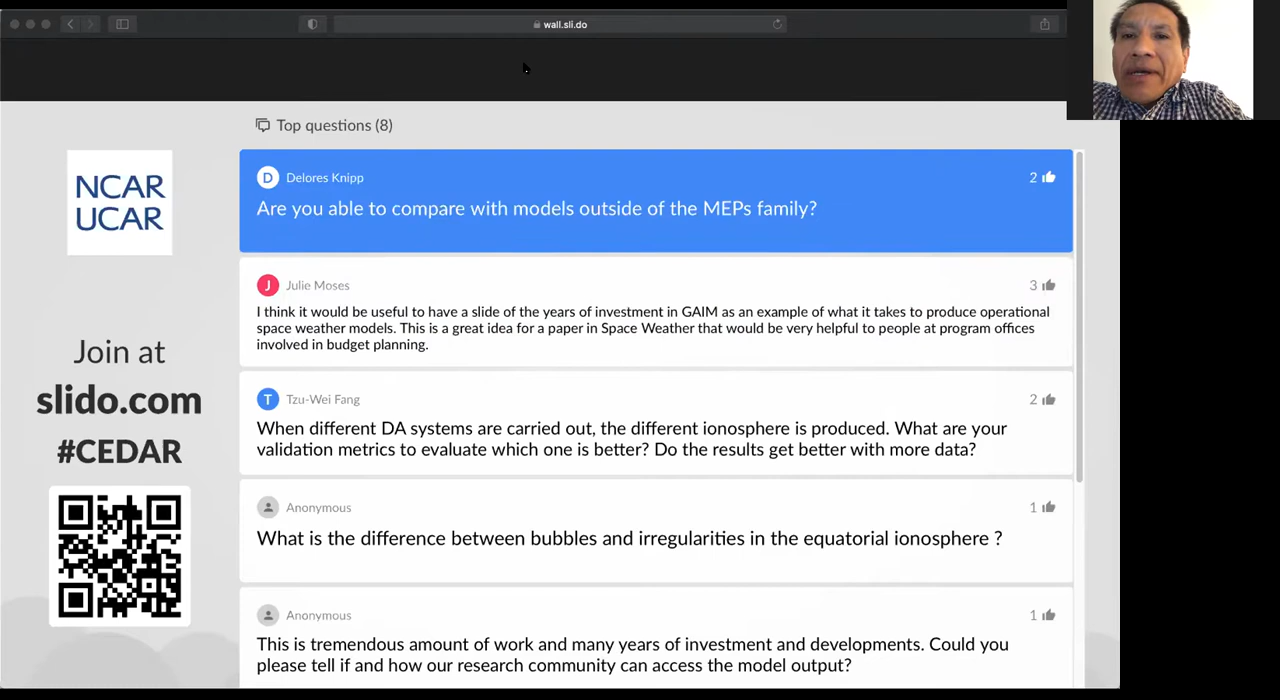 wall.sli.do
Top questions (8)
NCAR
UCAR
Join at
slido.com
#CEDAR
D Delores Knipp 2
Are you able to compare with models outside of the MEPs family?
J Julie Moses 3
I think it would be useful to have a slide of the years of investment in GAIM as an example of what it takes to produce operational
space weather models. This is a great idea for a paper in Space Weather that would be very helpful to people at program offices
involved in budget planning.
T Tzu-Wei Fang 2
When different DA systems are carried out, the different ionosphere is produced. What are your
validation metrics to evaluate which one is better? Do the results get better with more data?
Anonymous 1
What is the difference between bubbles and irregularities in the equatorial ionosphere ?
Anonymous 1
This is tremendous amount of work and many years of investment and developments. Could you
please tell if and how our research community can access the model output?